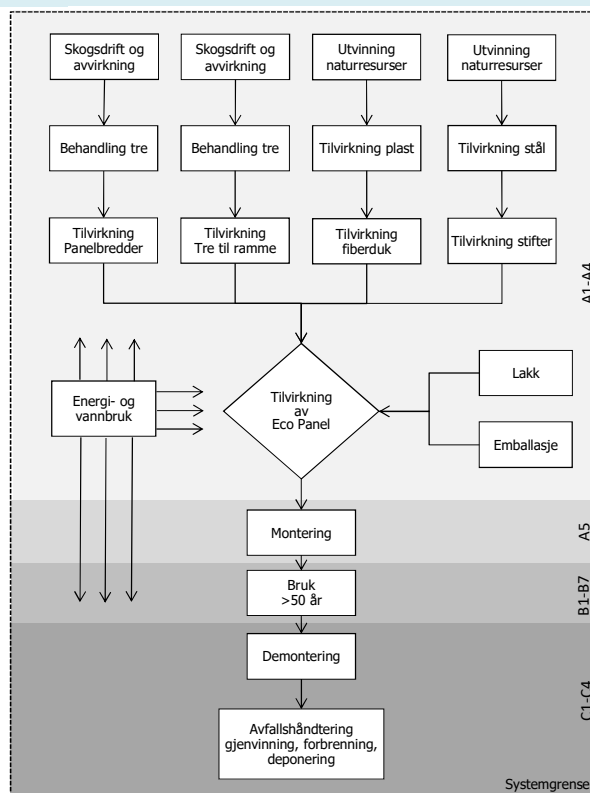 Skogsdrift og
avvirkning
Skogsdrift og
avvirkning
Utvinning
naturresurser
Utvinning
naturresurser
Behandling tre
Behandling tre
Tilvirkning plast
Tilvirkning stål
Tilvirkning
Panelbredder
Tilvirkning
Tre til ramme
Tilvirkning
fiberduk
Tilvirkning stifter
A1-A4
Energi- og
vannbruk
Tilvirkning
av
Eco Panel
Lakk
Emballasje
Montering
A5
Bruk
>50 år
B1-B7
Demontering
C1-C4
Avfallshåndtering
gjenvinning, forbrenning,
deponering
Systemgrense